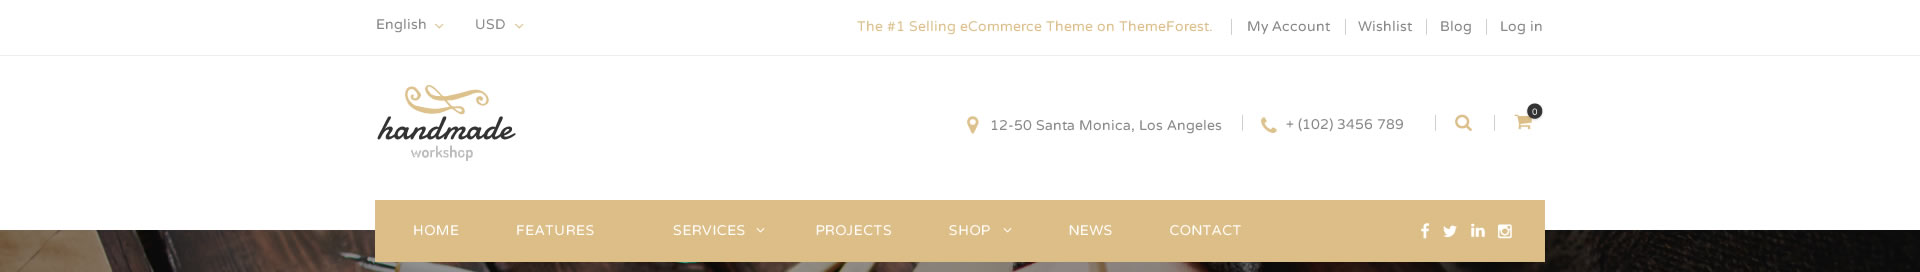 English USD The #1 Selling eCommerce Theme on ThemeForest. My Account Wishlist Blog Log in
handmade
workshop
12-50 Santa Monica, Los Angeles + (102) 3456 789 0
HOME FEATURES SERVICES PROJECTS SHOP NEWS CONTACT